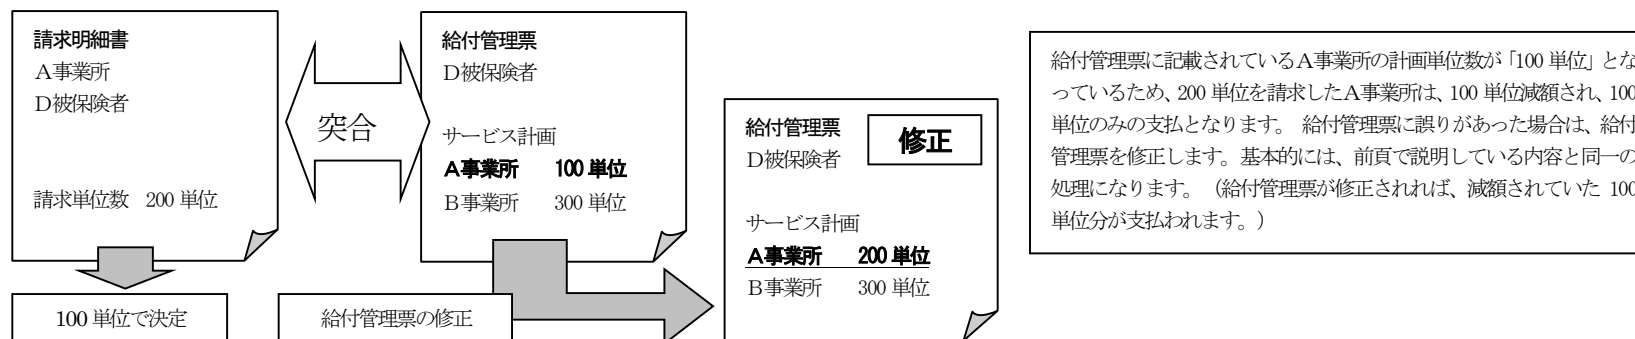 請求明細書
A事業所
D被保険者
請求単位数 200 単位
100 単位で決定
突合
給付管理票
D被保険者
サービス計画
A事業所 100 単位
B事業所 300 単位
給付管理票の修正
給付管理票
修正
D被保険者
サービス計画
A事業所 200 単位
B事業所 300 単位
給付管理票に記載されているA事業所の計画単位数が「100 単位」とな
っているため、200 単位を請求したA事業所は、100 単位減額され、100
単位のみの支払となります。 給付管理票に誤りがあった場合は、給付
管理票を修正します。基本的には、前頁で説明している内容と同一の
処理になります。 （給付管理票が修正されれば、減額されていた 100
単位分が支払われます。）